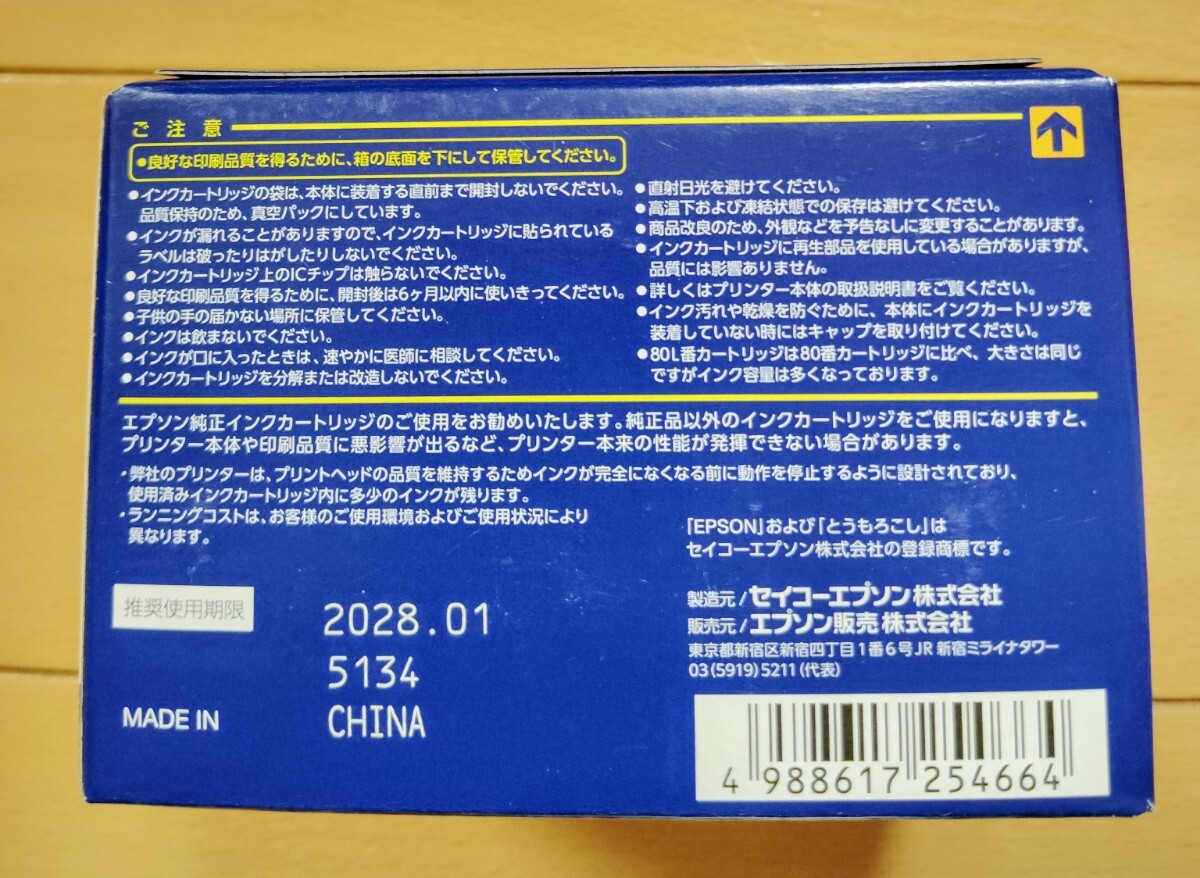 ご注意
●良好な印刷品質を得るために、箱の底面を下にして保管してください。
●インクカートリッジの袋は、本体に装着する直前まで開封しないでください。
品質保持のため、真空パックにしています。
●インクが漏れることがありますので、インクカートリッジに貼られている
ラベルは破ったりはがしたりしないでください。
●インクカートリッジ上のICチップは触らないでください。
●良好な印刷品質を得るために、開封後は6ヶ月以内に使いきってください。
●子供の手の届かない場所に保管してください。
●インクは飲まないでください。
●インクが口に入ったときは、速やかに医師に相談してください。
●インクカートリッジを分解または改造しないでください。
●直射日光を避けてください。
●高温下および凍結状態での保存は避けてください。
●商品改良のため、外観などを予告なしに変更することがあります。
●インクカートリッジに再生部品を使用している場合がありますが、
品質には影響ありません。
●詳しくはプリンター本体の取扱説明書をご覧ください。
●インク汚れや乾燥を防ぐために、本体にインクカートリッジを
装着していない時にはキャップを取り付けてください。
●80L番カートリッジは80番カートリッジに比べ、大きさは同じ
ですがインク容量は多くなっております。
エプソン純正インクカートリッジのご使用をお勧めいたします。純正品以外のインクカートリッジをご使用になりますと、
プリンター本体や印刷品質に悪影響が出るなど、プリンター本来の性能が発揮できない場合があります。
・弊社のプリンターは、プリントヘッドの品質を維持するためインクが完全になくなる前に動作を停止するように設計されており、
使用済みインクカートリッジ内に多少のインクが残ります。
・ランニングコストは、お客様のご使用環境およびご使用状況により
異なります。
「EPSON」および「とうもろこし」は
セイコーエプソン株式会社の登録商標です。
推奨使用期限
2028.01
5134
MADE IN CHINA
製造元/セイコーエプソン株式会社
販売元/エプソン販売株式会社
東京都新宿区新宿四丁目1番6号JR新宿ミライナタワー
03(5919)5211(代表)
4 988617 254664